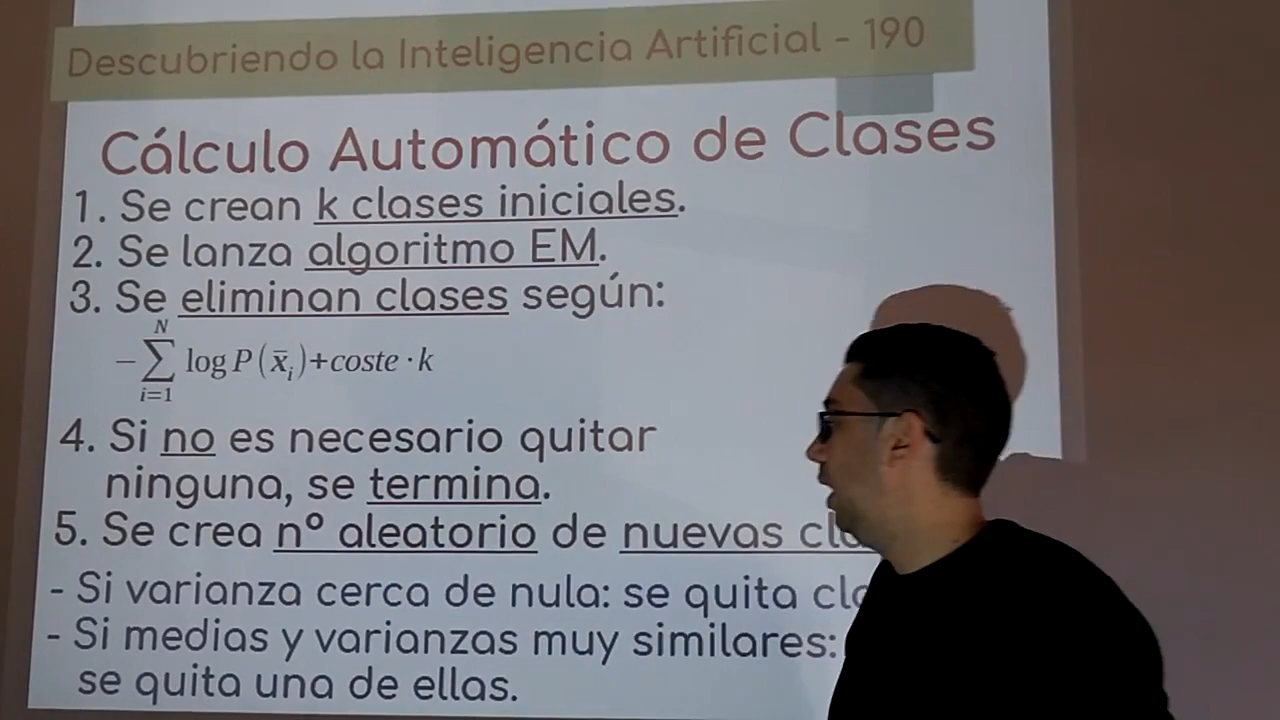 Descubriendo la Inteligencia Artificial - 190
Cálculo Automático de Clases
1. Se crean k clases iniciales.
2. Se lanza algoritmo EM.
3. Se eliminan clases según:
N
−∑ log P(x̄ᵢ)+coste·k
i=1
4. Si no es necesario quitar
ninguna, se termina.
5. Se crea nº aleatorio de nuevas
- Si varianza cerca de nula: se quita
- Si medias y varianzas muy similares:
se quita una de ellas.